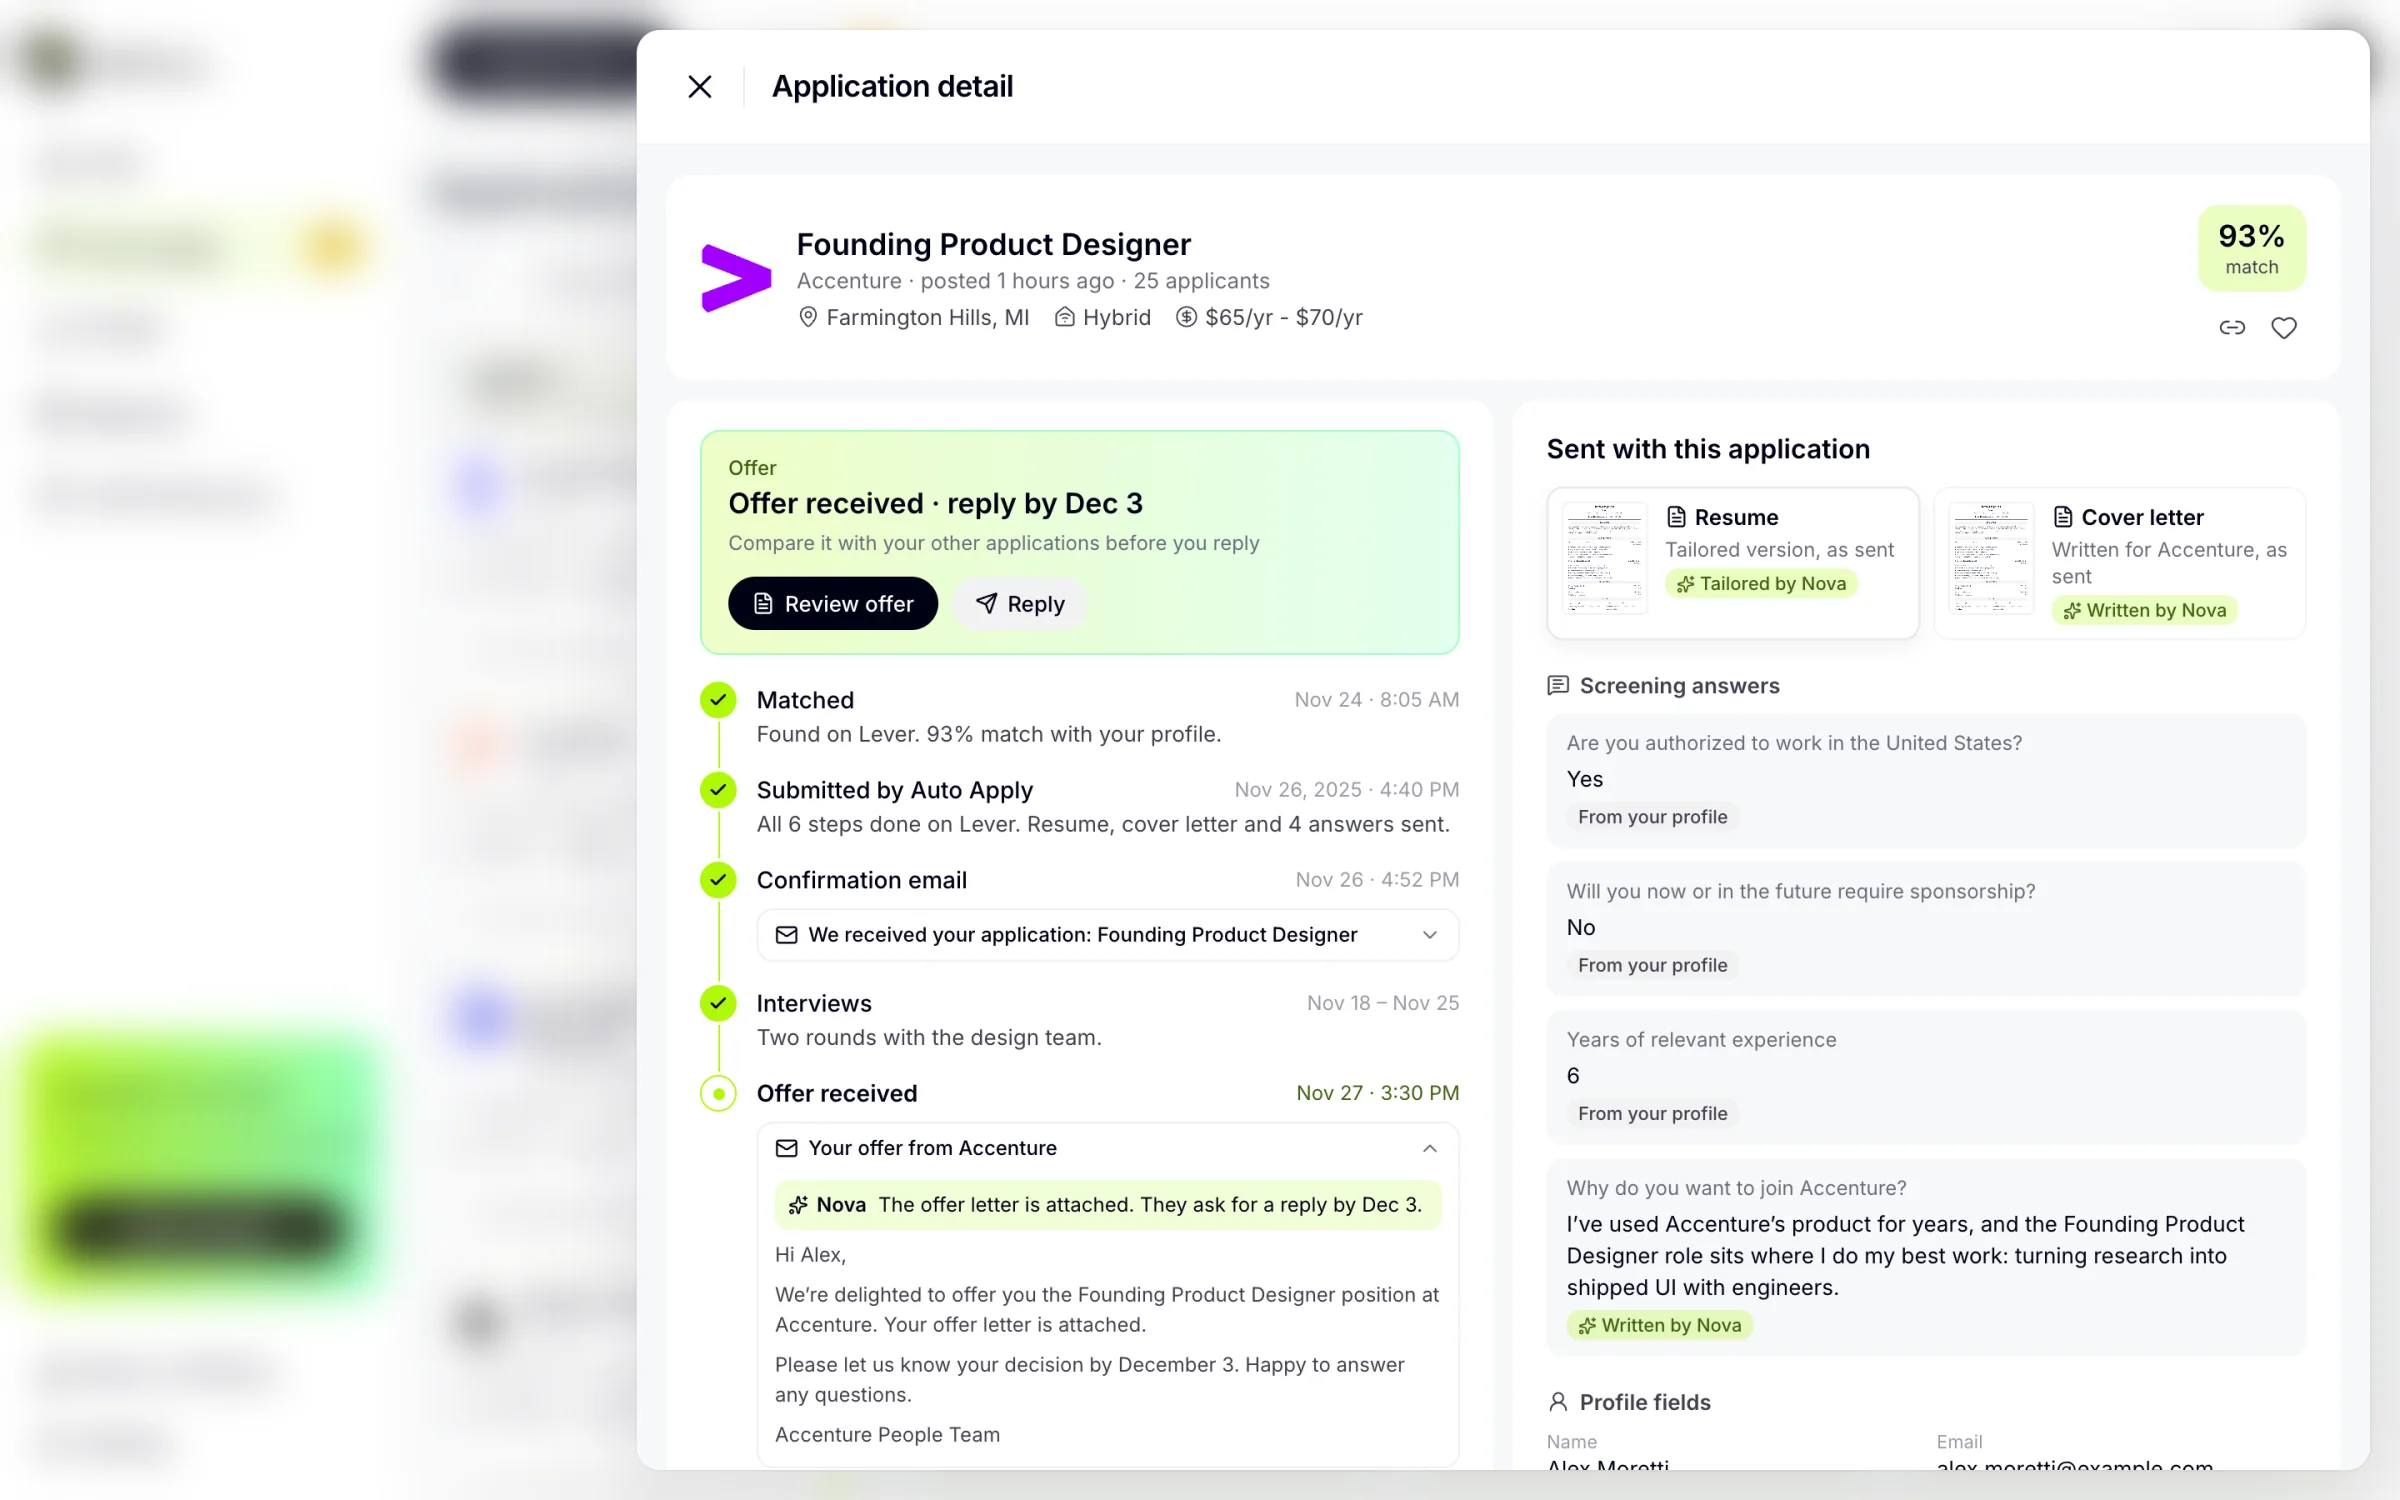 Application detail
Founding Product Designer
Accenture · posted 1 hours ago · 25 applicants
Farmington Hills, MI
Hybrid
$65/yr - $70/yr
93%
match
Offer
Offer received · reply by Dec 3
Compare it with your other applications before you reply
Review offer
Reply
Matched
Nov 24 · 8:05 AM
Found on Lever. 93% match with your profile.
Submitted by Auto Apply
Nov 26, 2025 · 4:40 PM
All 6 steps done on Lever. Resume, cover letter and 4 answers sent.
Confirmation email
Nov 26 · 4:52 PM
We received your application: Founding Product Designer
Interviews
Nov 18 – Nov 25
Two rounds with the design team.
Offer received
Nov 27 · 3:30 PM
Your offer from Accenture
Nova The offer letter is attached. They ask for a reply by Dec 3.
Hi Alex,
We’re delighted to offer you the Founding Product Designer position at
Accenture. Your offer letter is attached.
Please let us know your decision by December 3. Happy to answer
any questions.
Accenture People Team
Sent with this application
Resume
Tailored version, as sent
Tailored by Nova
Cover letter
Written for Accenture, as
sent
Written by Nova
Screening answers
Are you authorized to work in the United States?
Yes
From your profile
Will you now or in the future require sponsorship?
No
From your profile
Years of relevant experience
6
From your profile
Why do you want to join Accenture?
I’ve used Accenture’s product for years, and the Founding Product
Designer role sits where I do my best work: turning research into
shipped UI with engineers.
Written by Nova
Profile fields
Name
Email
Alex Moretti
alex.moretti@example.com